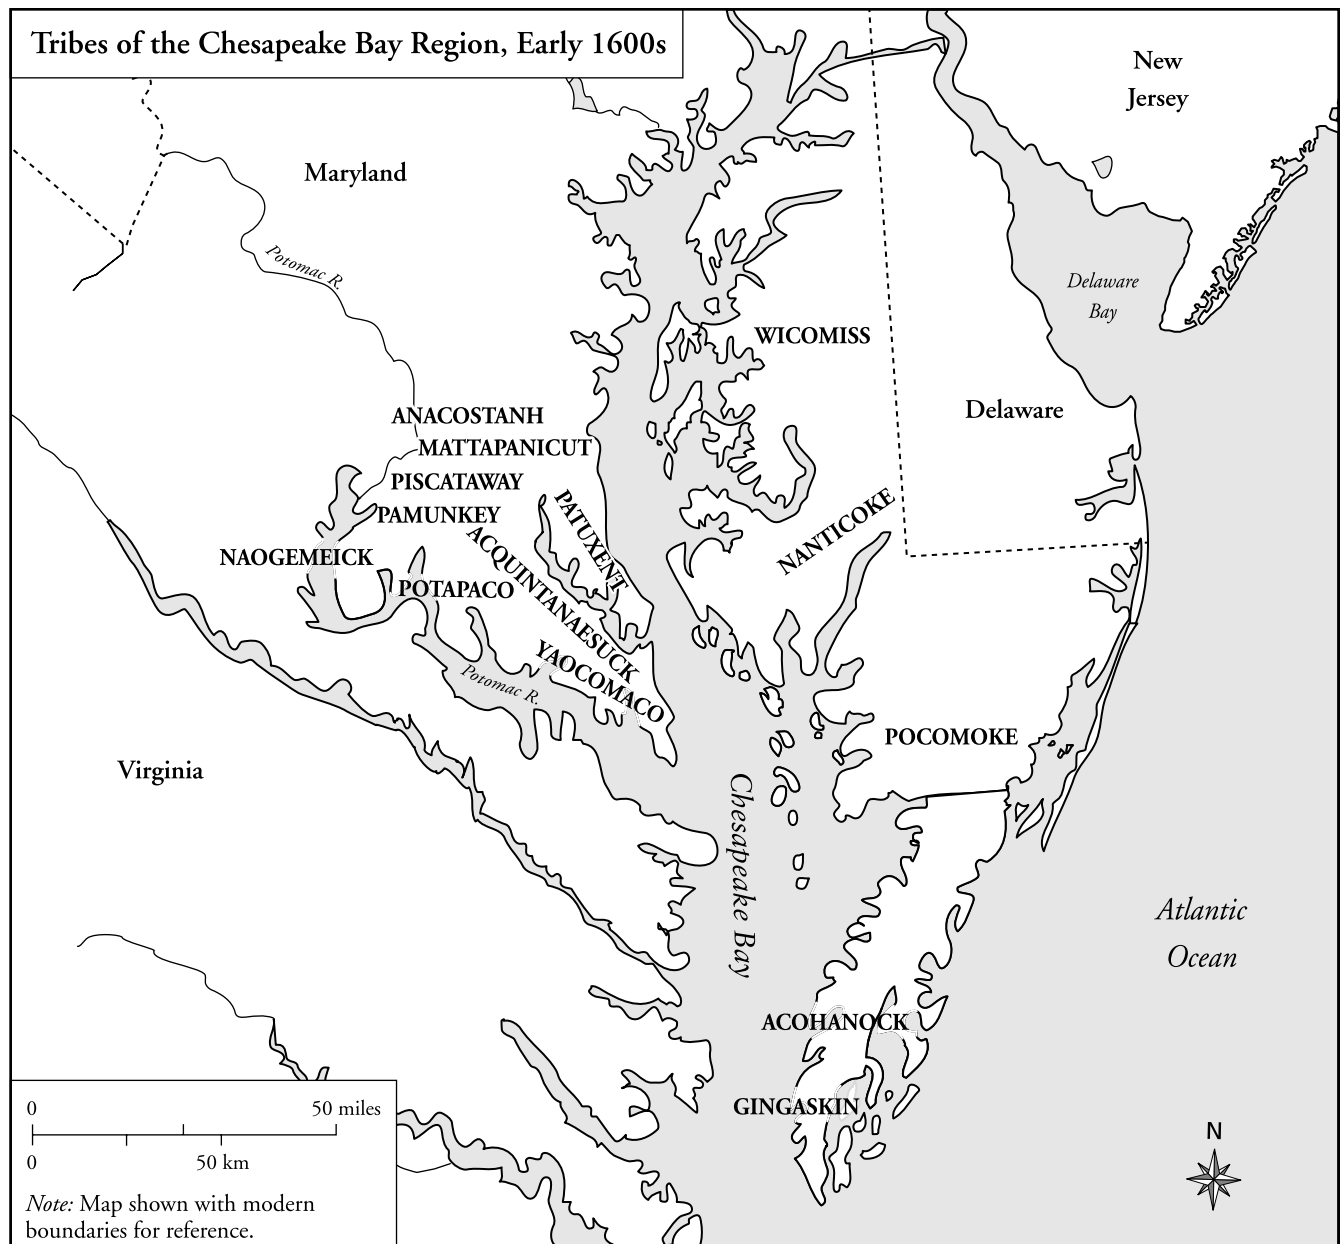 Tribes of the Chesapeake Bay Region, Early 1600s
New
Jersey
Maryland
Potomac R.
Delaware
Bay
WICOMISS
Delaware
ANACOSTANH
MATTAPANICUT
PISCATAWAY
PAMUNKEY
PATUXENT
NANTICOKE
ACQUINTANAESUCK
NAOGEMEICK
POTAPACO
YAOCOMACO
Potomac R.
POCOMOKE
Virginia
Chesapeake Bay
Atlantic
Ocean
ACOHANOCK
GINGASKIN
0 50 miles
0 50 km
Note: Map shown with modern
boundaries for reference.
N